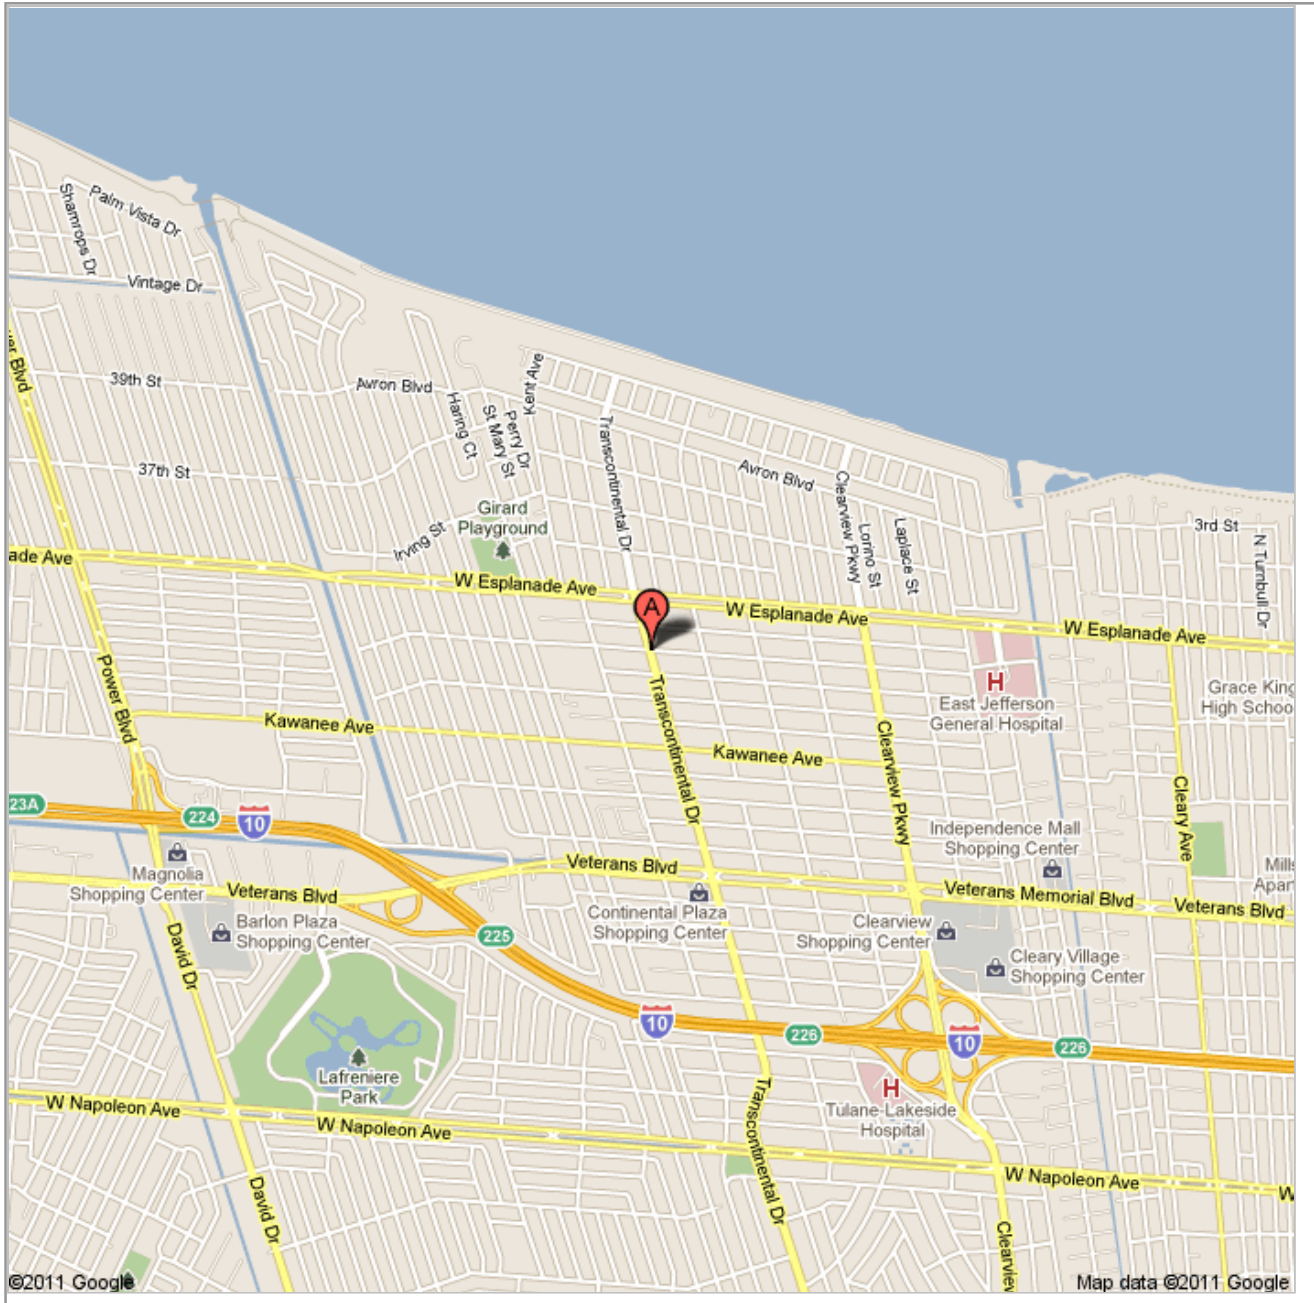 Palm Vista Dr
Shamrops Dr
Vintage Dr
er Blvd
39th St
Avron Blvd
Kent Ave
Haring Ct
Perry Dr
St Mary St
Transcontinental Dr
37th St
Avron Blvd
Clearview Pkwy
Lorino St
Laplace St
3rd St
N Turnbull Dr
Girard
Playground
Irving St
ade Ave
W Esplanade Ave
A
W Esplanade Ave
W Esplanade Ave
Power Blvd
H
East Jefferson
General Hospital
Grace King
High Schoo
Transcontinental Dr
Kawanee Ave
Kawanee Ave
Clearview Pkwy
Cleary Ave
23A
224
10
Independence Mall
Shopping Center
Magnolia
Shopping Center
Veterans Blvd
Veterans Blvd
Mills
Apar
Veterans Memorial Blvd
Veterans Blvd
Barlon Plaza
Shopping Center
225
Continental Plaza
Shopping Center
Clearview
Shopping Center
Cleary Village
Shopping Center
David Dr
10
226
10
226
Lafreniere
Park
H
Tulane-Lakeside
Hospital
Transcontinental Dr
W Napoleon Ave
W Napoleon Ave
W Napoleon Ave
W
David Dr
Clearview
©2011 Google
Map data ©2011 Google